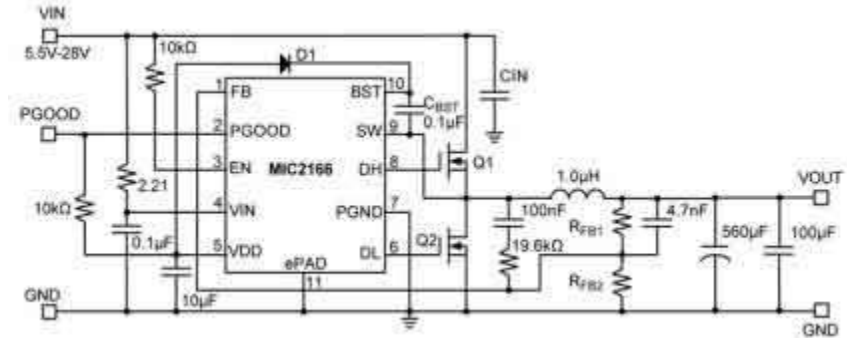 VIN
5.5V-28V
10kΩ
D1
CIN
1 FB
BST 10
CBST
0.1µF
PGOOD
2 PGOOD
SW 9
3 EN
MIC2166
DH 8
Q1
1.0µH
VOUT
2.21
4 VIN
PGND 7
100nF
RFB1
4.7nF
560µF
100µF
10kΩ
0.1µF
5 VDD
DL 6
Q2
19.6kΩ
ePAD
11
RFB2
10µF
GND
GND